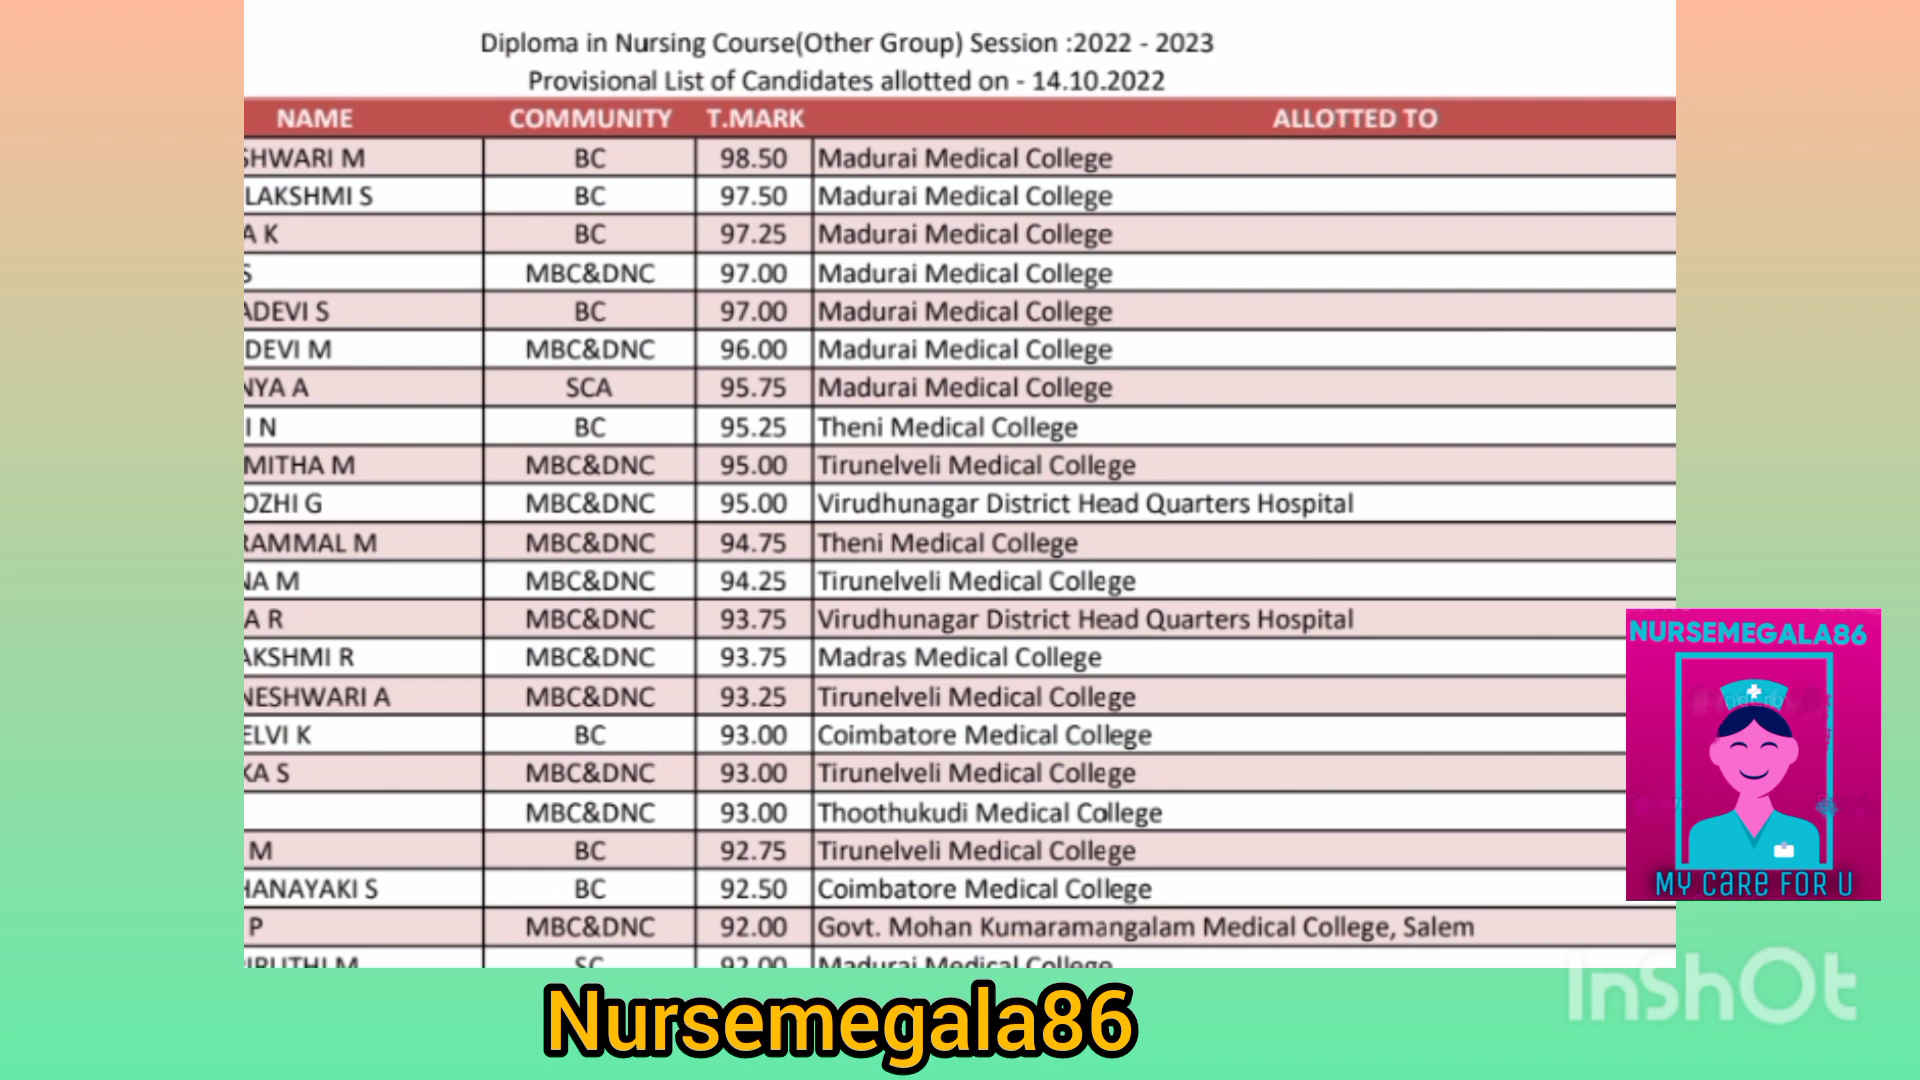 Diploma in Nursing Course(Other Group) Session :2022 - 2023
Provisional List of Candidates allotted on - 14.10.2022
NAME COMMUNITY T.MARK ALLOTTED TO
SHWARI M BC 98.50 Madurai Medical College
LAKSHMI S BC 97.50 Madurai Medical College
A K BC 97.25 Madurai Medical College
S MBC&DNC 97.00 Madurai Medical College
ADEVI S BC 97.00 Madurai Medical College
DEVI M MBC&DNC 96.00 Madurai Medical College
NYA A SCA 95.75 Madurai Medical College
I N BC 95.25 Theni Medical College
MITHA M MBC&DNC 95.00 Tirunelveli Medical College
OZHI G MBC&DNC 95.00 Virudhunagar District Head Quarters Hospital
RAMMAL M MBC&DNC 94.75 Theni Medical College
NA M MBC&DNC 94.25 Tirunelveli Medical College
A R MBC&DNC 93.75 Virudhunagar District Head Quarters Hospital
AKSHMI R MBC&DNC 93.75 Madras Medical College
NESHWARI A MBC&DNC 93.25 Tirunelveli Medical College
ELVI K BC 93.00 Coimbatore Medical College
KA S MBC&DNC 93.00 Tirunelveli Medical College
MBC&DNC 93.00 Thoothukudi Medical College
M BC 92.75 Tirunelveli Medical College
HANAYAKI S BC 92.50 Coimbatore Medical College
P MBC&DNC 92.00 Govt. Mohan Kumaramangalam Medical College, Salem
SC 92.00 Madurai Medical College
NURSEMEGALA86
MY CARE FOR U
InShOt
Nursemegala86